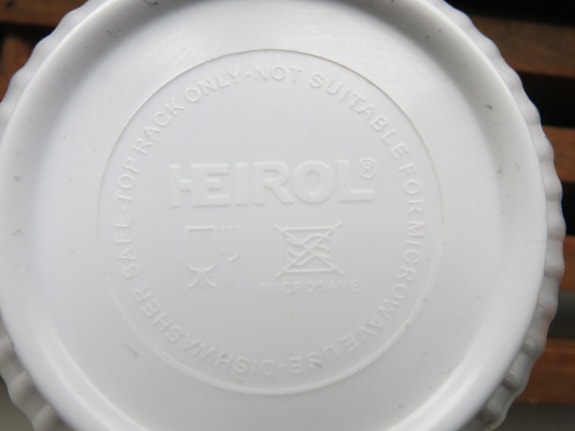 DISHWASHER SAFE-TOP RACK ONLY-NOT SUITABLE FOR MICROWAVE USE-
HEIROL®
MICROWAVE